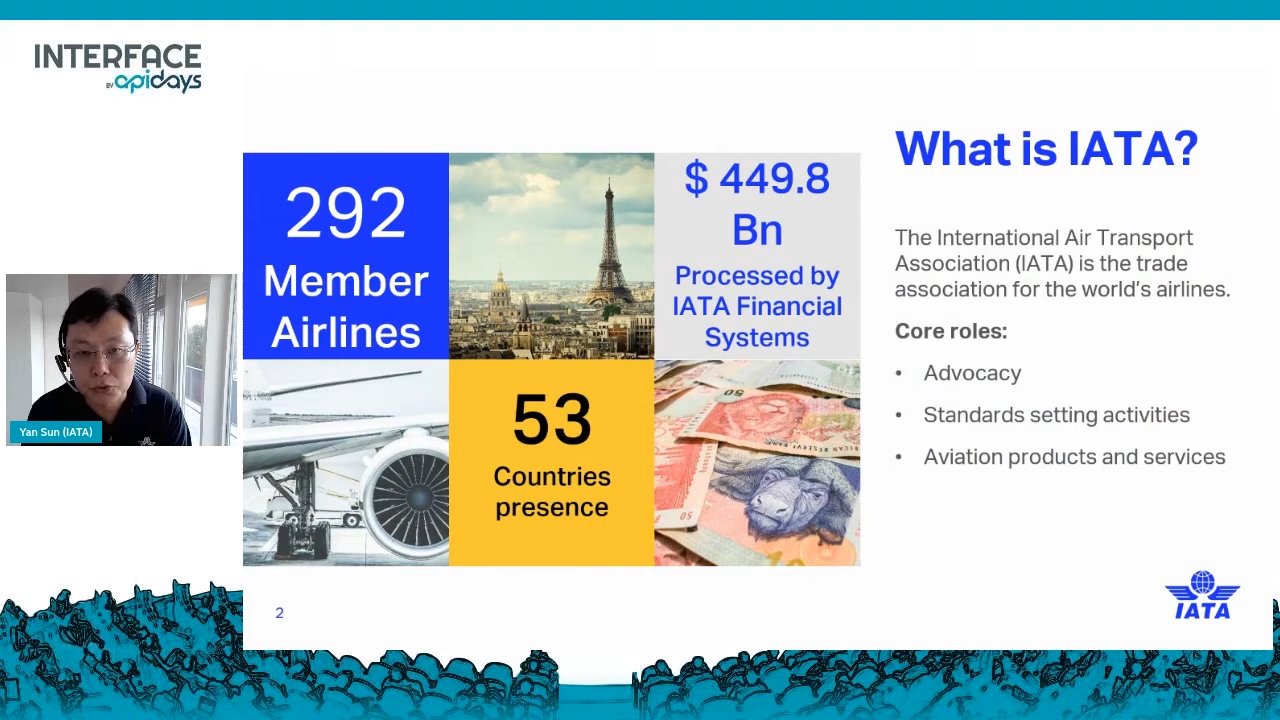 INTERFACE
BY apidays
What is IATA?
292
Member
Airlines
$ 449.8
Bn
Processed by
IATA Financial
Systems
53
Countries
presence
The International Air Transport
Association (IATA) is the trade
association for the world's airlines.
Core roles:
• Advocacy
• Standards setting activities
• Aviation products and services
Yan Sun (IATA)
50
50
2
IATA